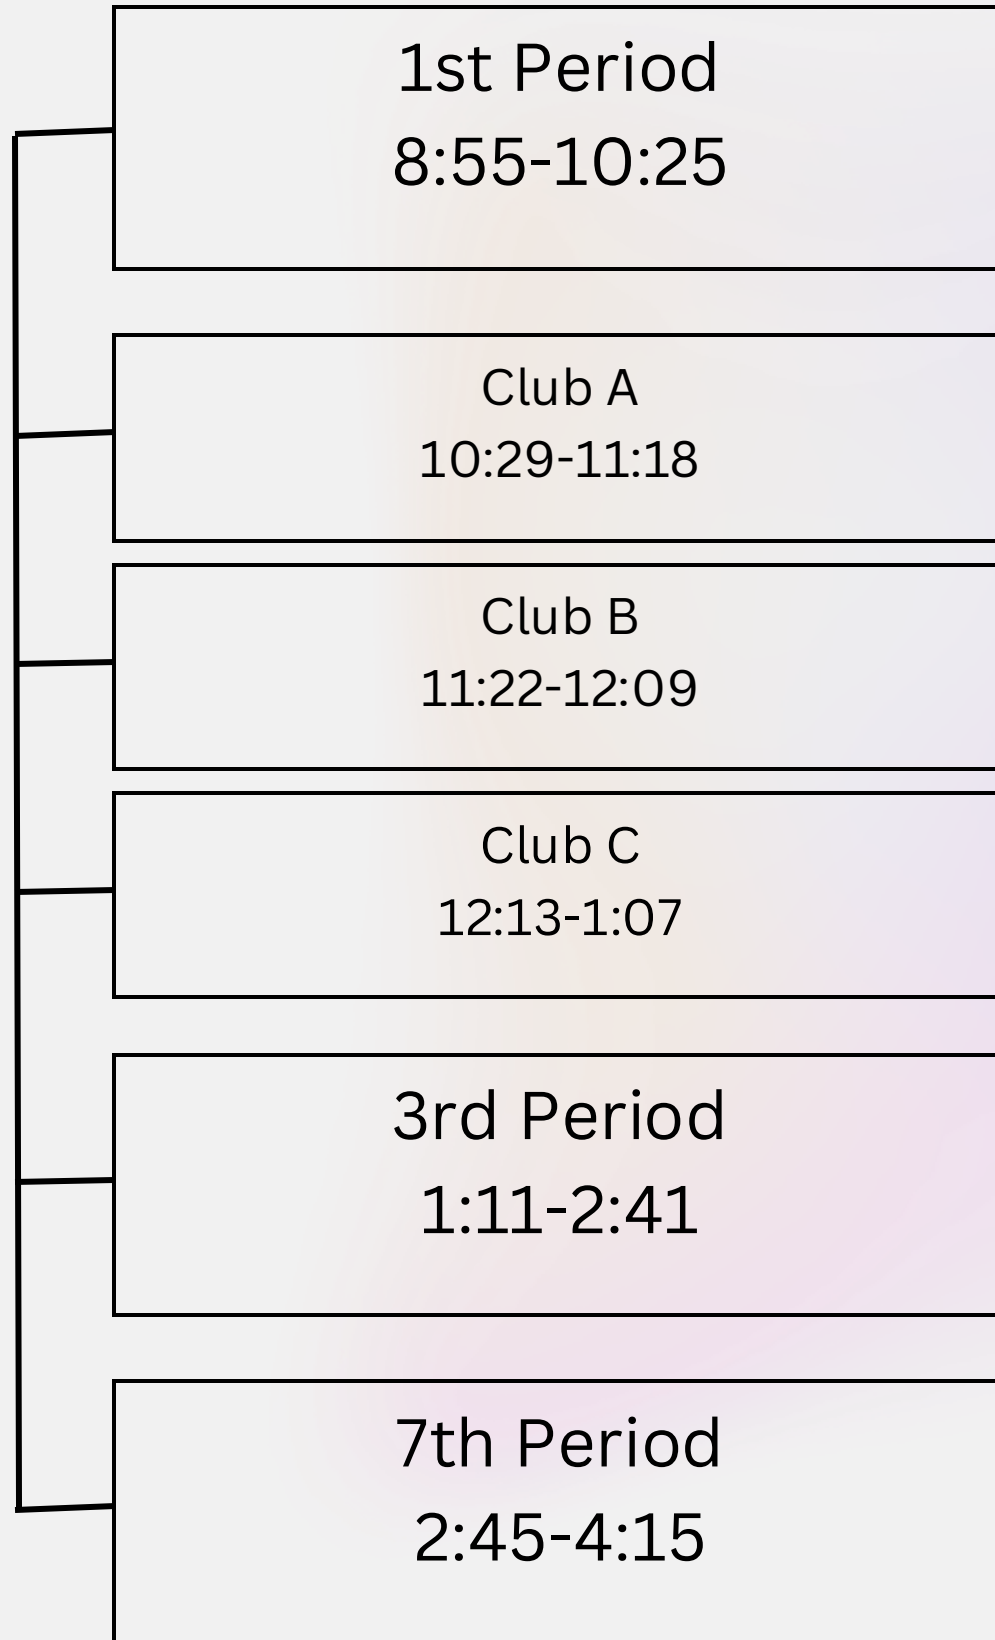 1st Period
8:55-10:25
Club A
10:29-11:18
Club B
11:22-12:09
Club C
12:13-1:07
3rd Period
1:11-2:41
7th Period
2:45-4:15